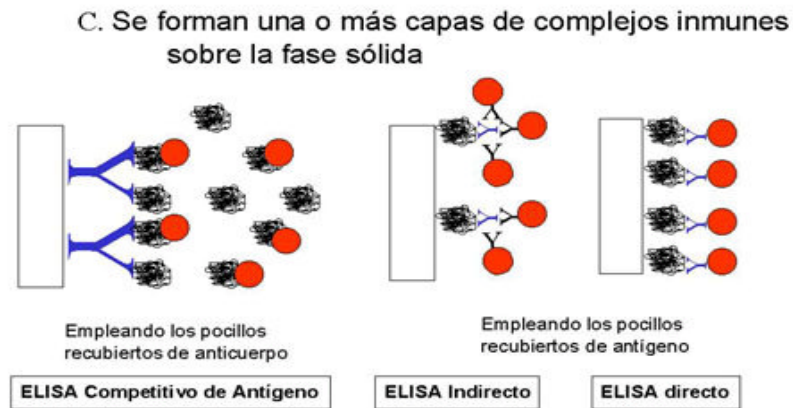 C. Se forman una o más capas de complejos inmunes
sobre la fase sólida
Empleando los pocillos
recubiertos de anticuerpo
Empleando los pocillos
recubiertos de antígeno
ELISA Competitivo de Antígeno
ELISA Indirecto
ELISA directo